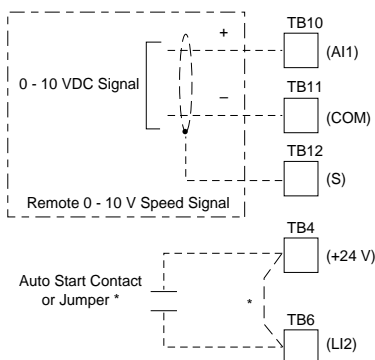 TB10
+
(AI1)
0 - 10 VDC Signal
TB11
–
(COM)
TB12
(S)
Remote 0 - 10 V Speed Signal
TB4
(+24 V)
Auto Start Contact
or Jumper *
*
TB6
(LI2)